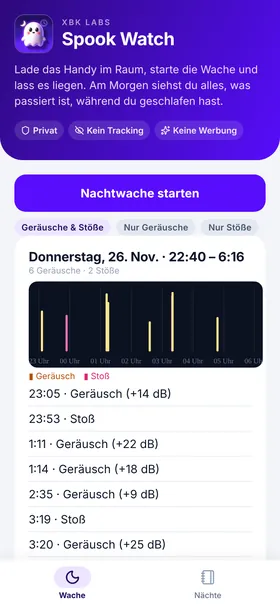 XBK LABS
Spook Watch
Lade das Handy im Raum, starte die Wache und
lass es liegen. Am Morgen siehst du alles, was
passiert ist, während du geschlafen hast.
Privat
Kein Tracking
Keine Werbung
Nachtwache starten
Geräusche & Stöße
Nur Geräusche
Nur Stöße
Donnerstag, 26. Nov. · 22:40 – 6:16
6 Geräusche · 2 Stöße
23 Uhr 00 Uhr 01 Uhr 02 Uhr 03 Uhr 04 Uhr 05 Uhr 06 Uh
Geräusch Stoß
23:05 · Geräusch (+14 dB)
23:53 · Stoß
1:11 · Geräusch (+22 dB)
1:14 · Geräusch (+18 dB)
2:35 · Geräusch (+9 dB)
3:19 · Stoß
3:20 · Geräusch (+25 dB)
Wache
Nächte